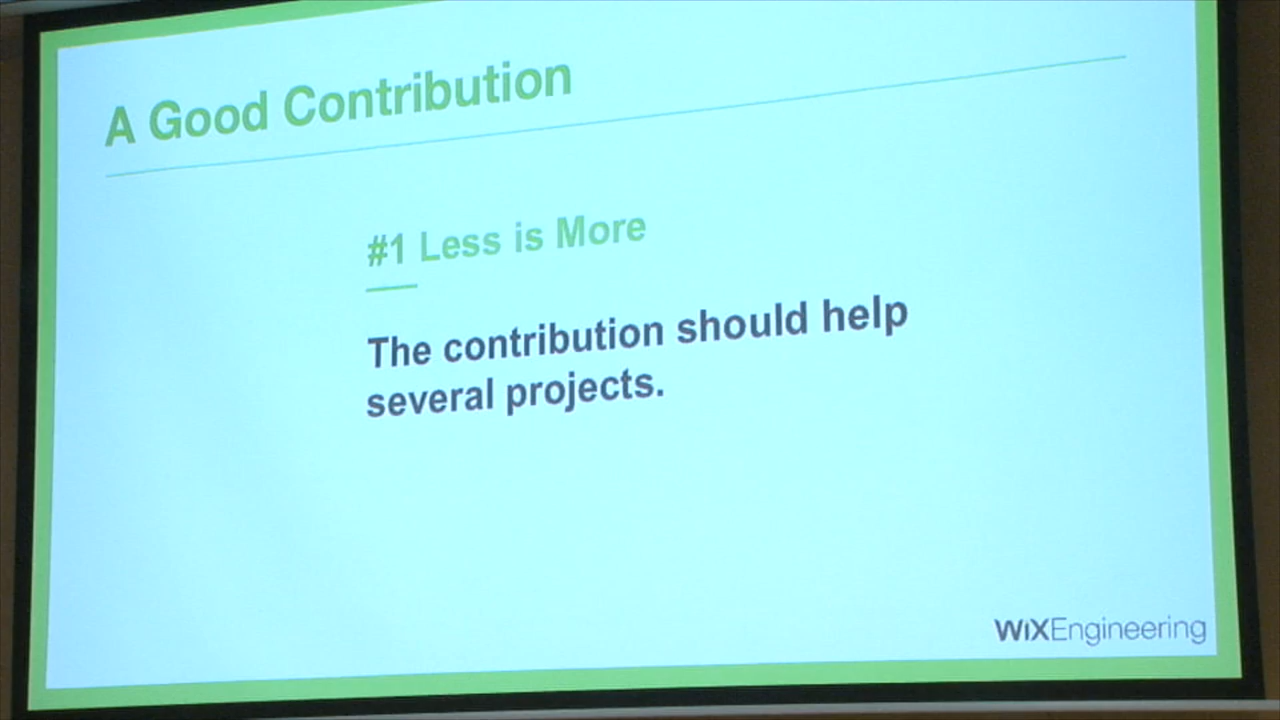 A Good Contribution
#1 Less is More
The contribution should help
several projects.
WiXEngineering